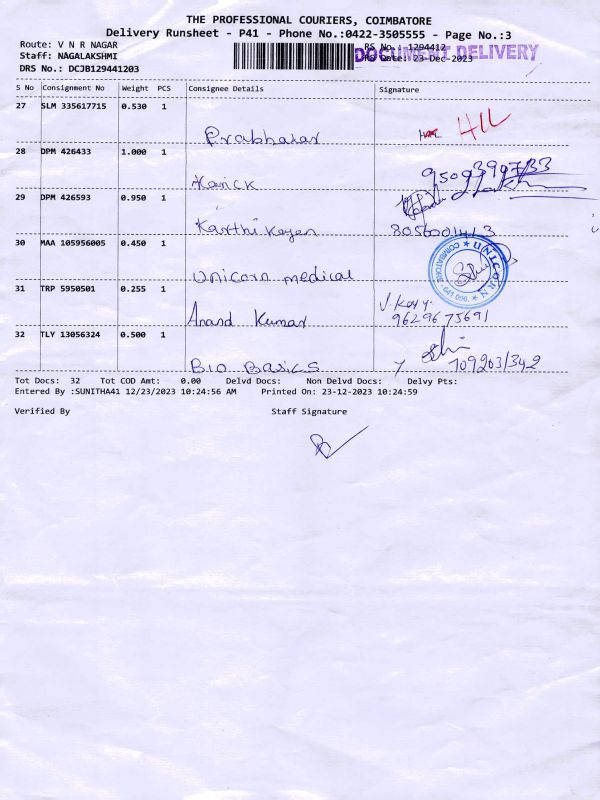 THE PROFESSIONAL COURIERS, COIMBATORE
Delivery Runsheet - P41 - Phone No.:0422-3505555 - Page No.:3
Route: V N R NAGAR
RS No. 1294412
Staff: NAGALAKSHMI
DOCUMENT DELIVERY
RS Date: 23-Dec-2023
DRS No.: DCJB129441203
S No Consignment No Weight PCS Consignee Details Signature
27 SLM 335617715 0.530 1
Prabhakar
28 DPM 426433 1.000 1
Karick
29 DPM 426593 0.950 1
Karthikeyen 8056001413
30 MAA 105956005 0.450 1
Unicorn medical
UNICORN
COIMBATORE
31 TRP 5950501 0.255 1
Anand Kumar 9629675691
32 TLY 13056324 0.500 1
Bio Basics
Tot Docs: 32 Tot COD Amt: 0.00 Delvd Docs: Non Delvd Docs: Delvy Pts:
Entered By :SUNITHA41 12/23/2023 10:24:56 AM Printed On: 23-12-2023 10:24:59
Verified By Staff Signature